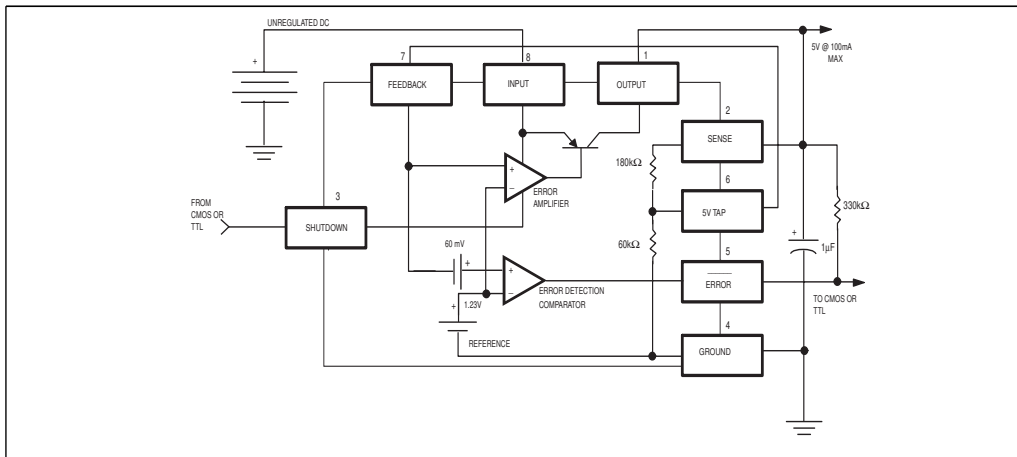 UNREGULATED DC
5V @ 100mA
MAX
7
8
1
FEEDBACK
INPUT
OUTPUT
2
SENSE
180kΩ
6
5V TAP
330kΩ
+
–
ERROR
AMPLIFIER
FROM
CMOS OR
TTL
3
SHUTDOWN
60 mV
60kΩ
+
1µF
5
ERROR
+
+
–
ERROR DETECTION
COMPARATOR
TO CMOS OR
TTL
+
1.23V
4
REFERENCE
GROUND
+